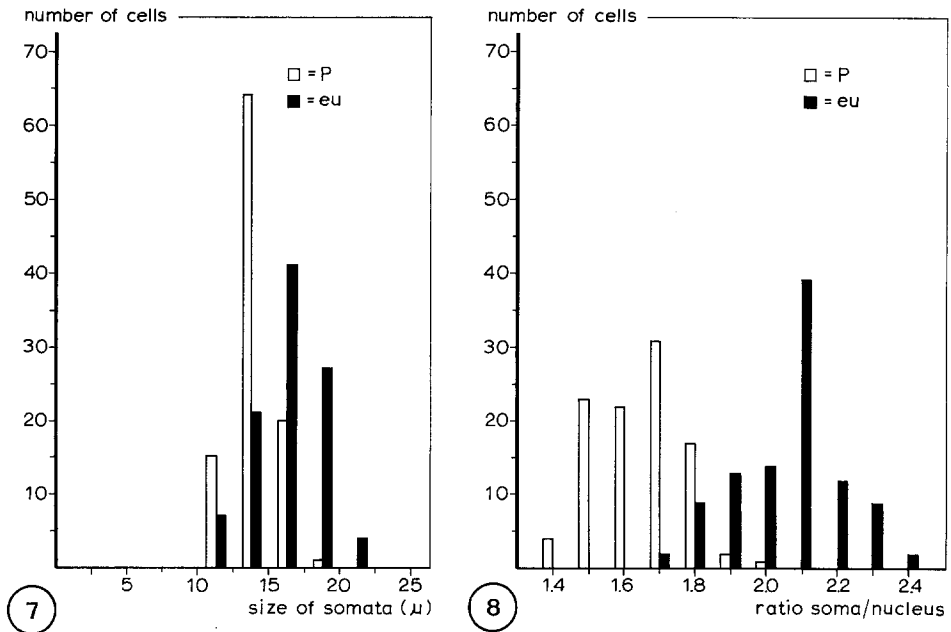 number of cells
70
60
50
40
30
20
10
= P
= eu
5 10 15 20 25
size of somata (μ)
7
number of cells
70
60
50
40
30
20
10
= P
= eu
1.4 1.6 1.8 2.0 2.2 2.4
ratio soma/nucleus
8